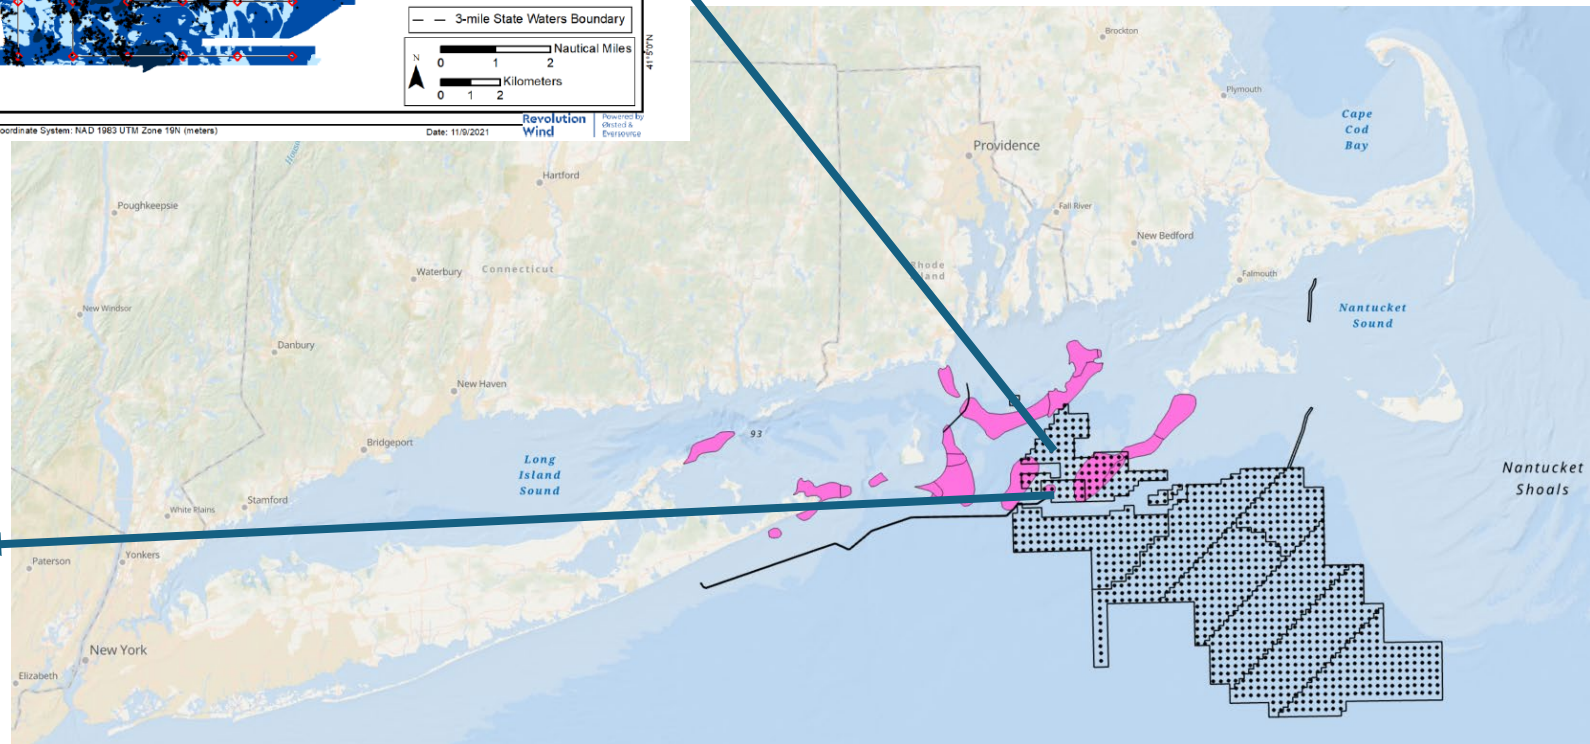 3-mile State Waters Boundary
N
Nautical Miles
0 1 2
Kilometers
0 1 2
41°5'0"N
oordinate System: NAD 1983 UTM Zone 19N (meters)
Date: 11/9/2021
Revolution
Wind
Powered by
Ørsted &
Eversource
Brockton
Plymouth
Cape
Cod
Bay
Providence
Hartford
Poughkeepsie
Fall River
New Bedford
Waterbury
Connecticut
Falmouth
New Windsor
Nantucket
Sound
Danbury
New Haven
93
Bridgeport
Long
Island
Sound
Nantucket
Shoals
Stamford
White Plains
Yonkers
Paterson
New York
Elizabeth